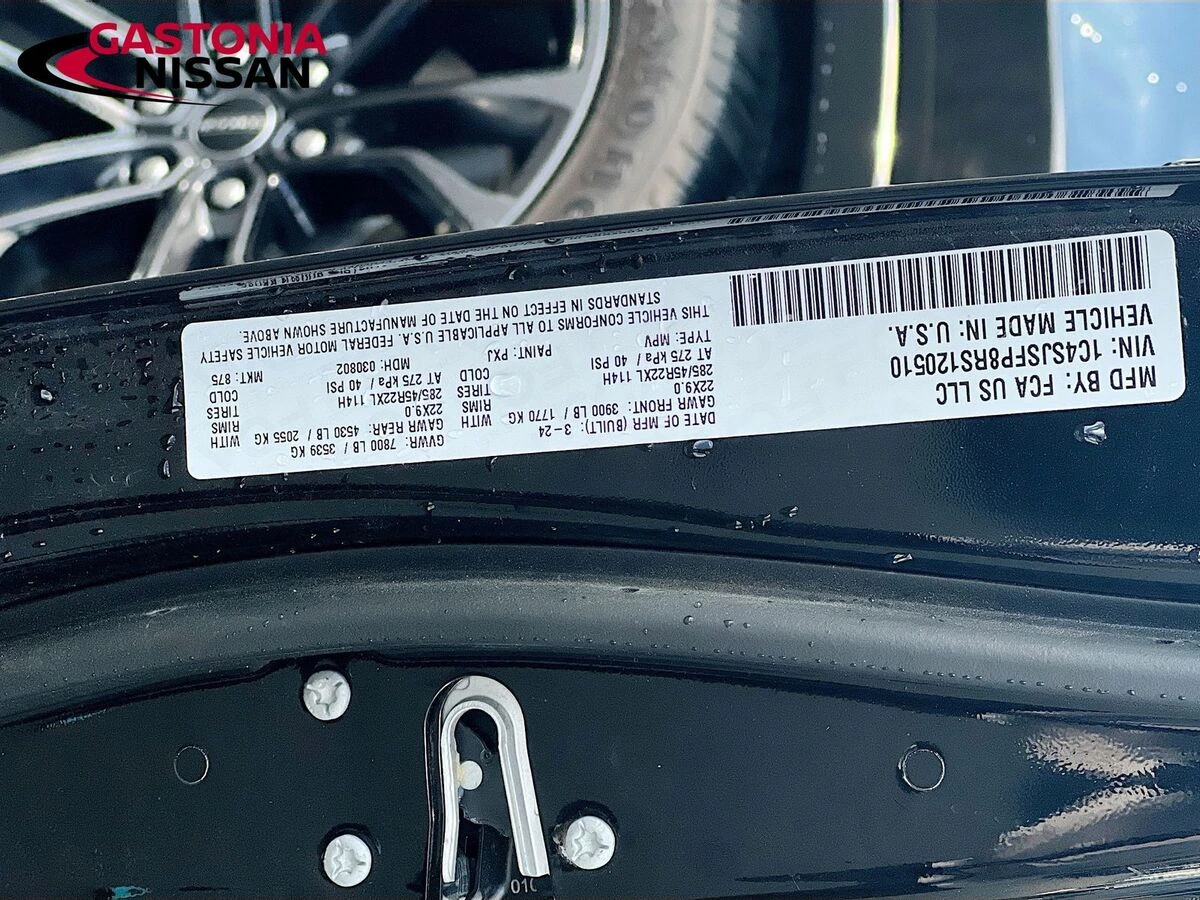 GASTONIA
NISSAN
MFD BY: FCA US LLC
VIN: 1C4SJSFP8RS120510
VEHICLE MADE IN: U.S.A.
DATE OF MFR (BUILT): 3-24
GVWR: 7800 LB / 3539 KG
GAWR FRONT: 3900 LB / 1770 KG
WITH
GAWR REAR: 4530 LB / 2055 KG
WITH
22X9.0
RIMS
22X9.0
RIMS
285/45R22XL 114H
TIRES
285/45R22XL 114H
TIRES
AT 275 kPa / 40 PSI
COLD
AT 275 kPa / 40 PSI
COLD
TYPE: MPV
PAINT: PXJ
MDH: 030802
MKT: 875
THIS VEHICLE CONFORMS TO ALL APPLICABLE U.S.A. FEDERAL MOTOR VEHICLE SAFETY
STANDARDS IN EFFECT ON THE DATE OF MANUFACTURE SHOWN ABOVE.